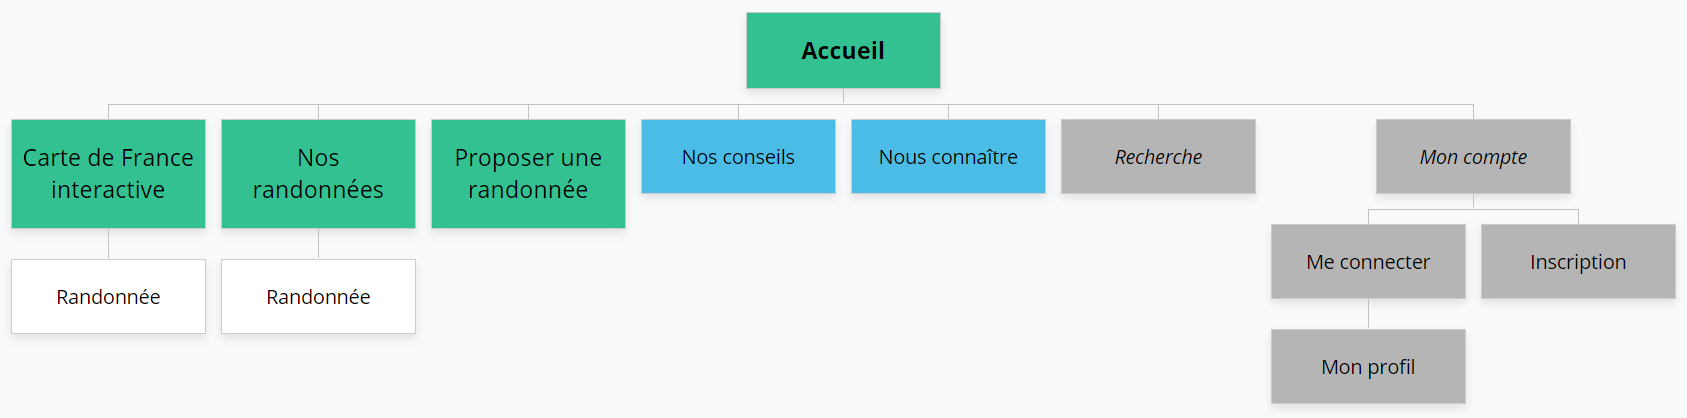 Accueil
Carte de France
interactive
Nos
randonnées
Proposer une
randonnée
Nos conseils
Nous connaître
Recherche
Mon compte
Randonnée
Randonnée
Me connecter
Inscription
Mon profil